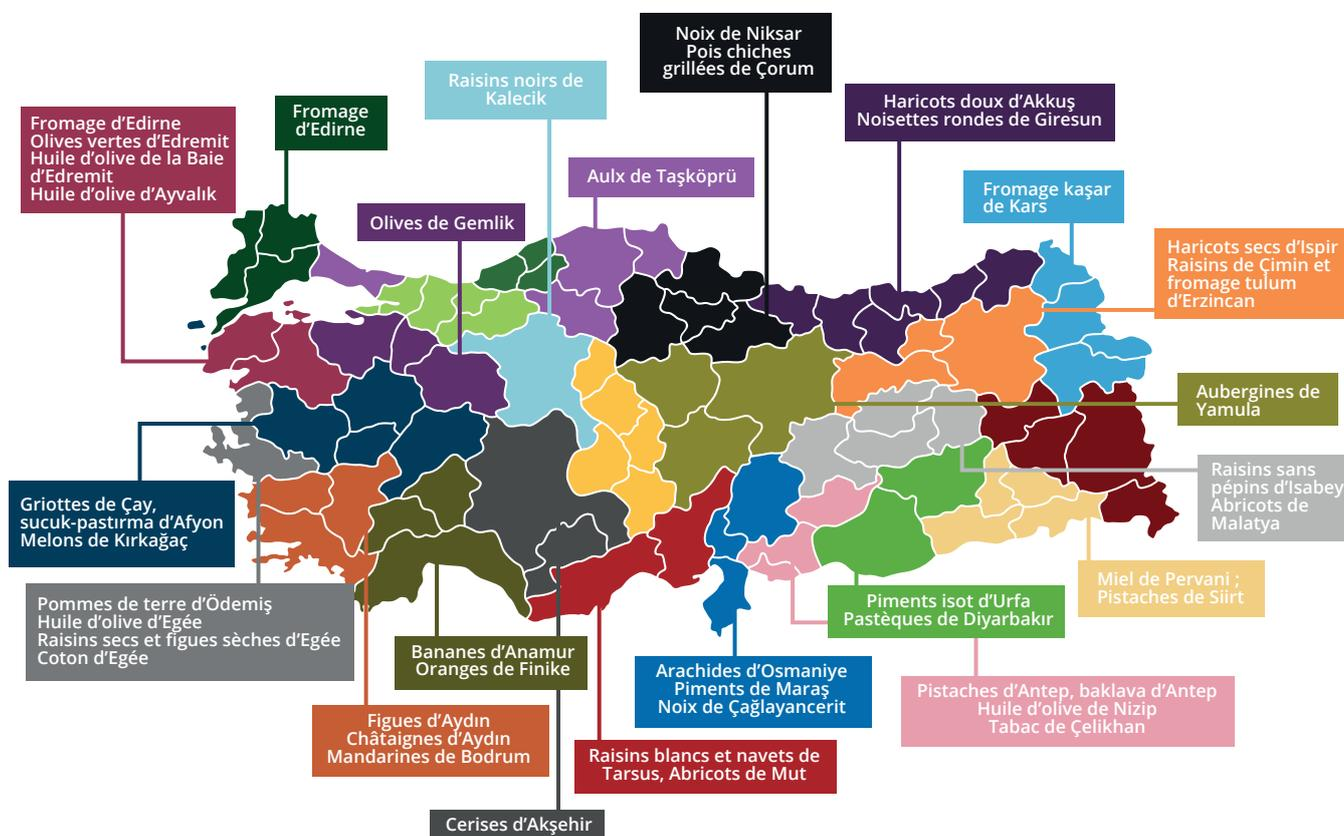 Noix de Niksar
Pois chiches
grillées de Çorum
Raisins noirs de
Kalecik
Haricots doux d'Akkuş
Noisettes rondes de Giresun
Fromage
d'Edirne
Fromage d'Edirne
Olives vertes d'Edremit
Huile d'olive de la Baie
d'Edremit
Huile d'olive d'Ayvalık
Aulx de Taşköprü
Fromage kaşar
de Kars
Olives de Gemlik
Haricots secs d'Ispir
Raisins de Çimin et
fromage tulum
d'Erzincan
Aubergines de
Yamula
Raisins sans
pépins d'Isabey
Abricots de
Malatya
Griottes de Çay,
sucuk-pastırma d'Afyon
Melons de Kırkağaç
Miel de Pervani ;
Pistaches de Siirt
Pommes de terre d'Ödemiş
Huile d'olive d'Egée
Raisins secs et figues sèches d'Egée
Coton d'Egée
Piments isot d'Urfa
Pastèques de Diyarbakır
Bananes d'Anamur
Oranges de Finike
Arachides d'Osmaniye
Piments de Maraş
Noix de Çağlayancerit
Pistaches d'Antep, baklava d'Antep
Huile d'olive de Nizip
Tabac de Çelikhan
Figues d'Aydın
Châtaignes d'Aydın
Mandarines de Bodrum
Raisins blancs et navets de
Tarsus, Abricots de Mut
Cerises d'Akşehir